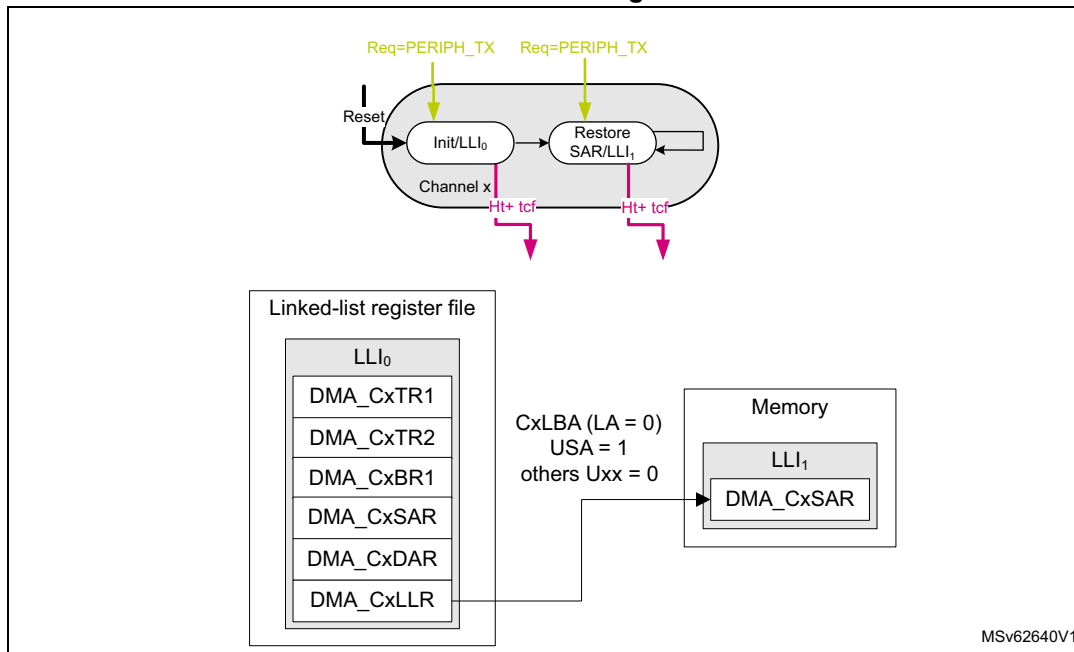 Req=PERIPH_TX Req=PERIPH_TX
Reset
Init/LLI₀
Restore
SAR/LLI₁
Channel x
Ht+ tcf
Ht+ tcf
Linked-list register file
LLI₀
DMA_CxTR1
DMA_CxTR2
DMA_CxBR1
DMA_CxSAR
DMA_CxDAR
DMA_CxLLR
CxLBA (LA = 0)
USA = 1
others Uxx = 0
Memory
LLI₁
DMA_CxSAR
MSv62640V1